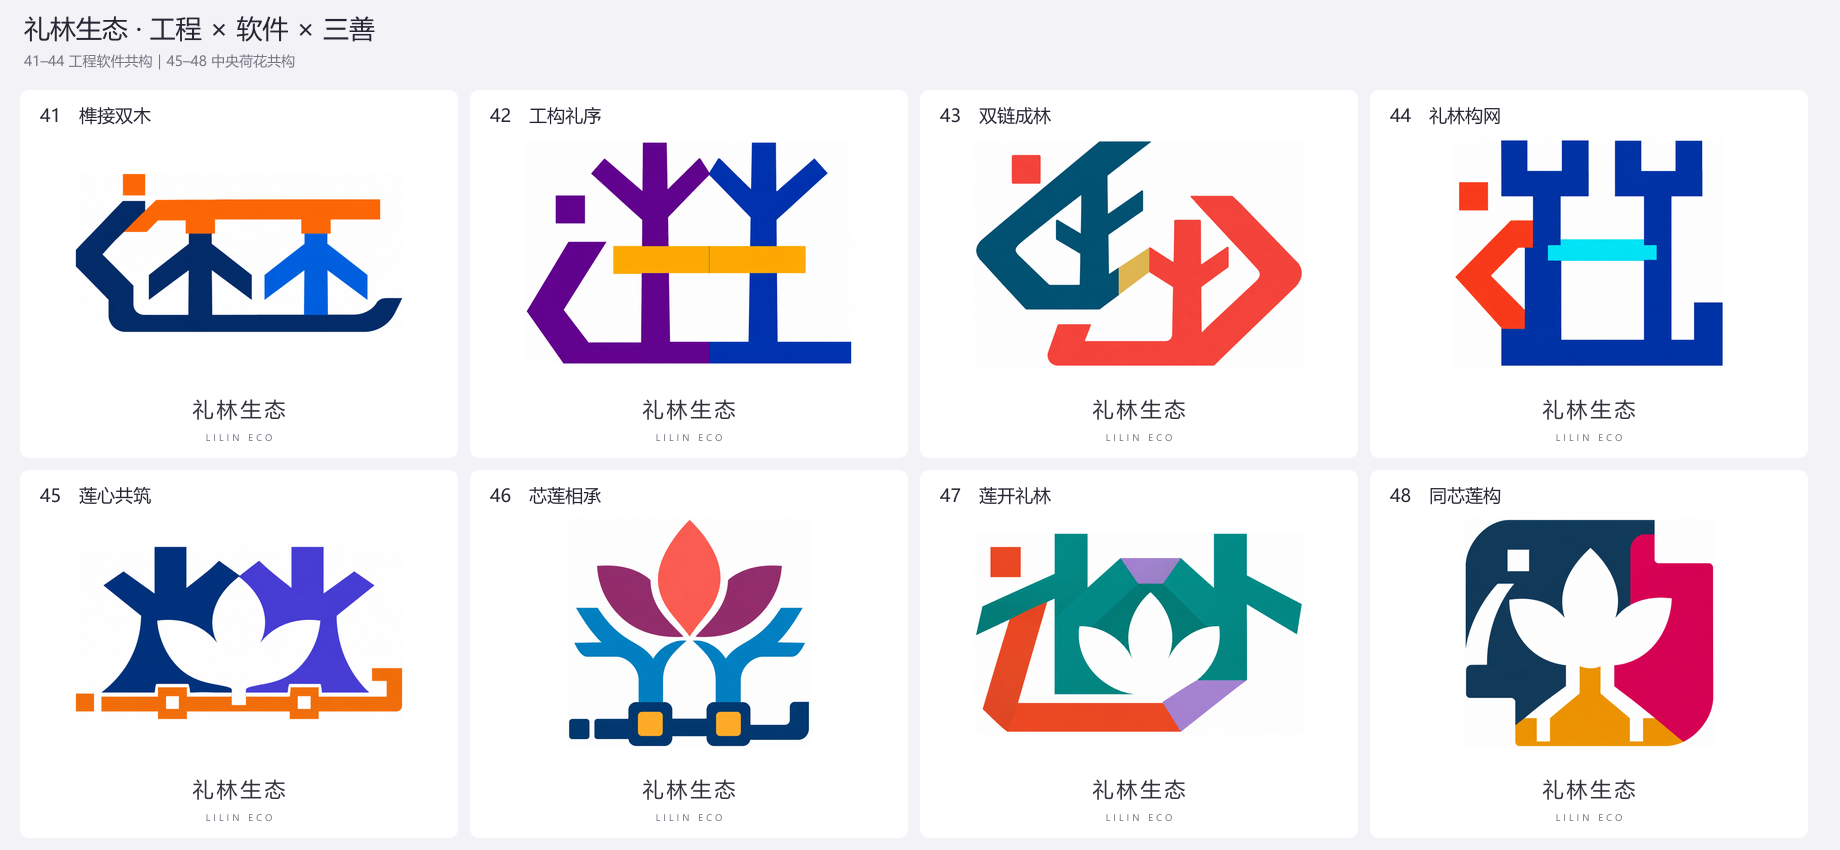 礼林生态 · 工程 × 软件 × 三善
41–44 工程软件共构 | 45–48 中央荷花共构
41 榫接双木
42 工构礼序
43 双链成林
44 礼林构网
礼林生态
LILIN ECO
礼林生态
LILIN ECO
礼林生态
LILIN ECO
礼林生态
LILIN ECO
45 莲心共筑
46 芯莲相承
47 莲开礼林
48 同芯莲构
礼林生态
LILIN ECO
礼林生态
LILIN ECO
礼林生态
LILIN ECO
礼林生态
LILIN ECO